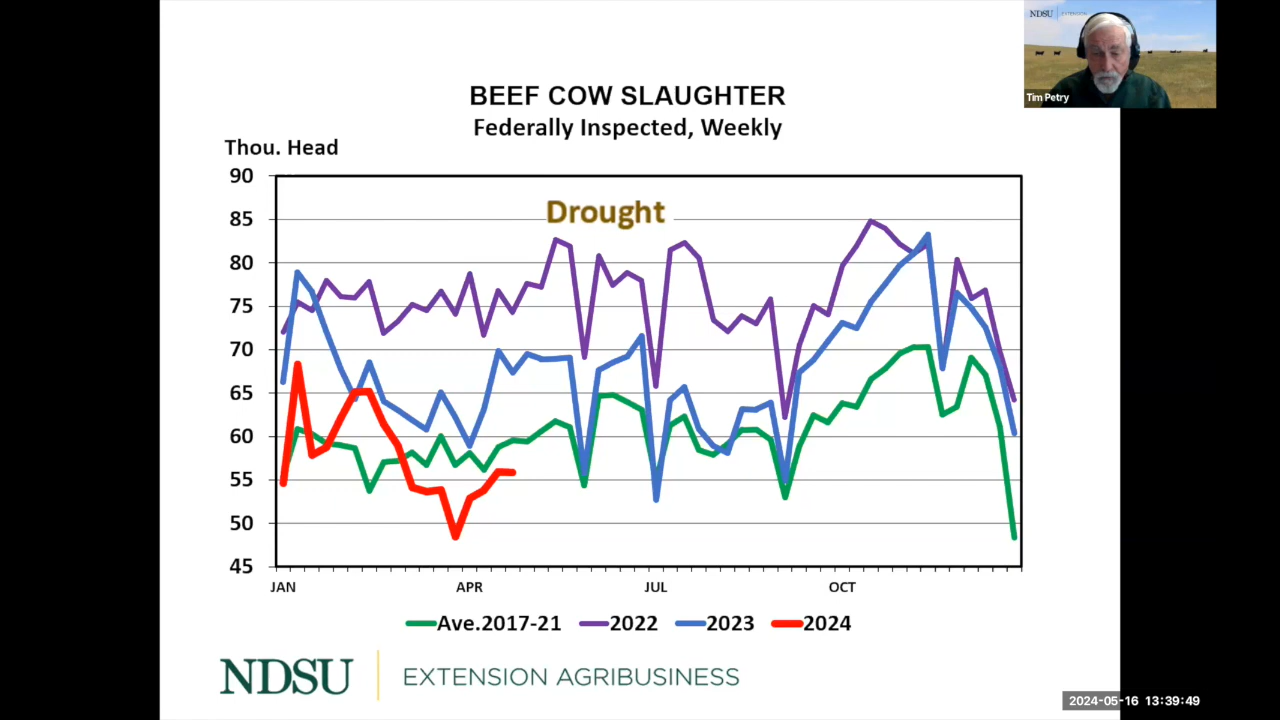 NDSU EXTENSION
Tim Petry
BEEF COW SLAUGHTER
Federally Inspected, Weekly
Thou. Head
90
85
80
75
70
65
60
55
50
45
Drought
JAN APR JUL OCT
Ave.2017-21 2022 2023 2024
NDSU EXTENSION AGRIBUSINESS
2024-05-16 13:39:49